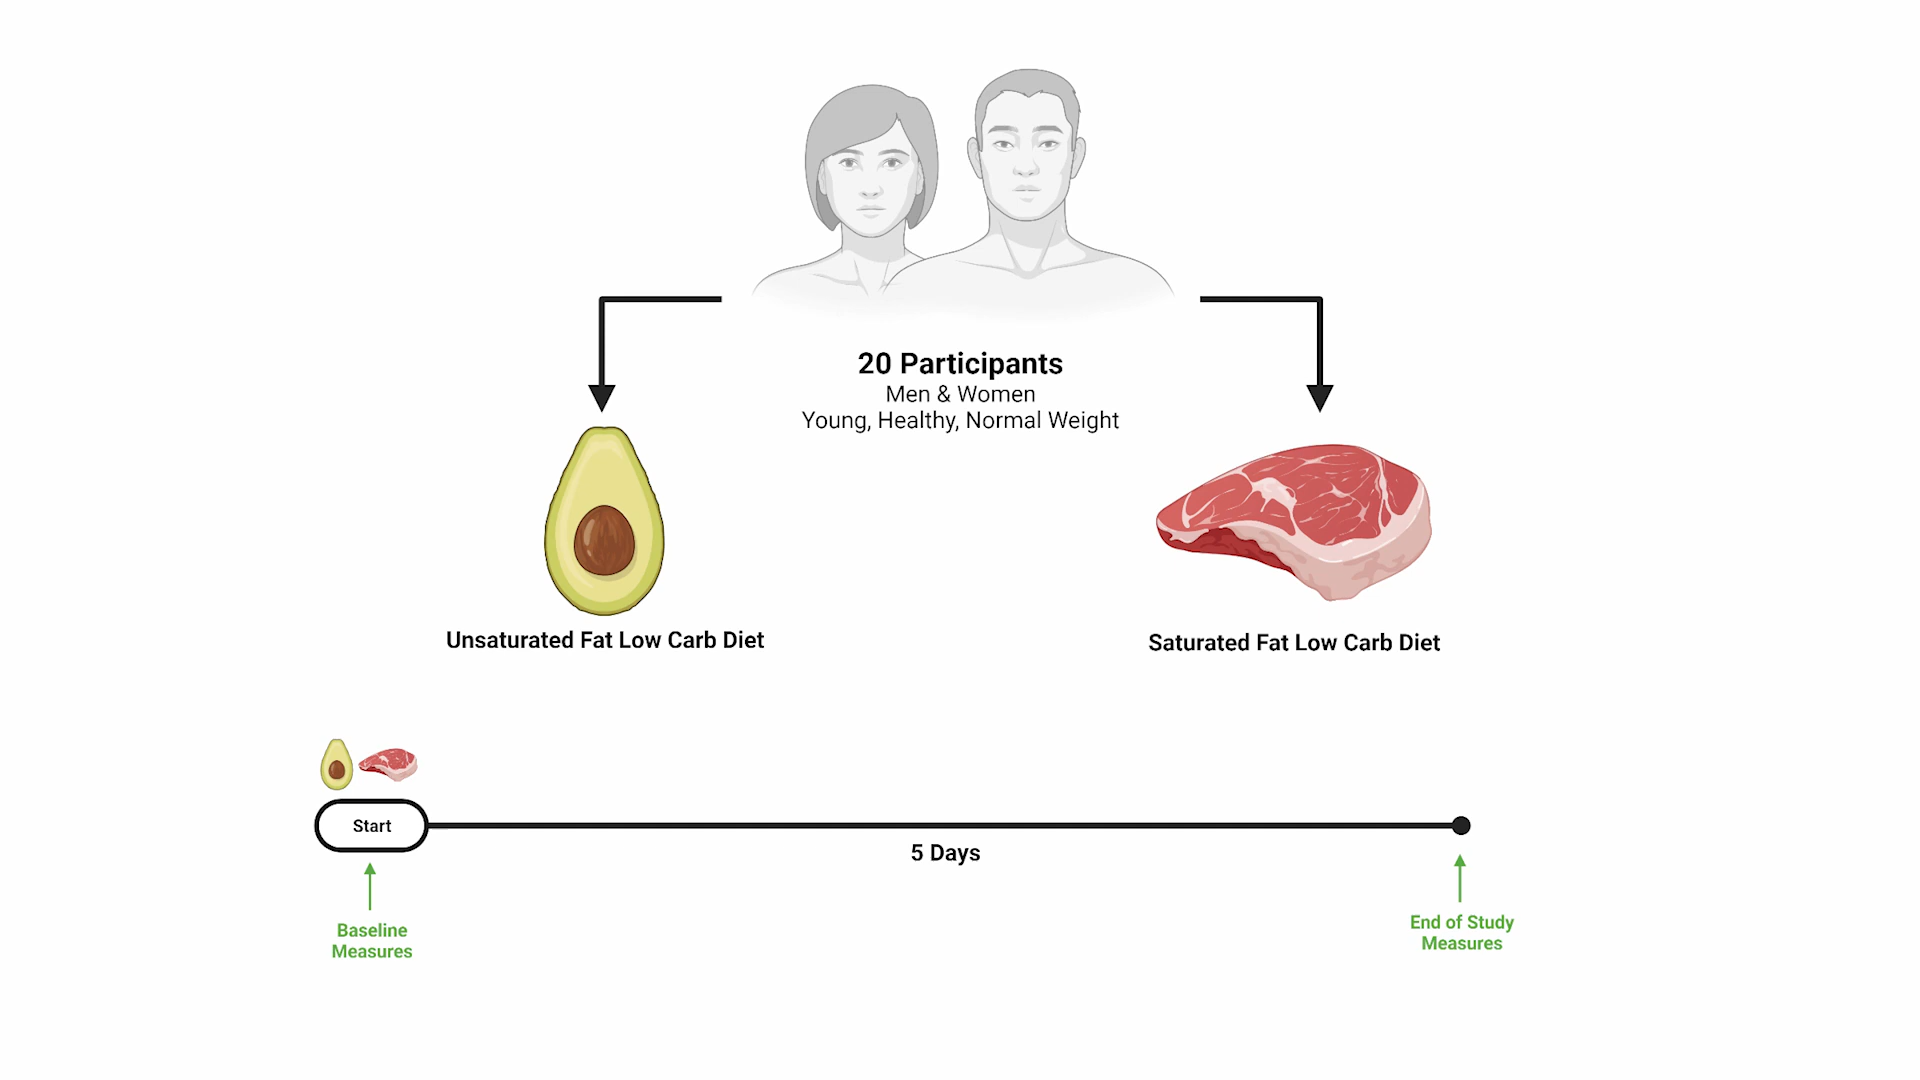 20 Participants
Men & Women
Young, Healthy, Normal Weight
Unsaturated Fat Low Carb Diet
Saturated Fat Low Carb Diet
Start
5 Days
Baseline
Measures
End of Study
Measures